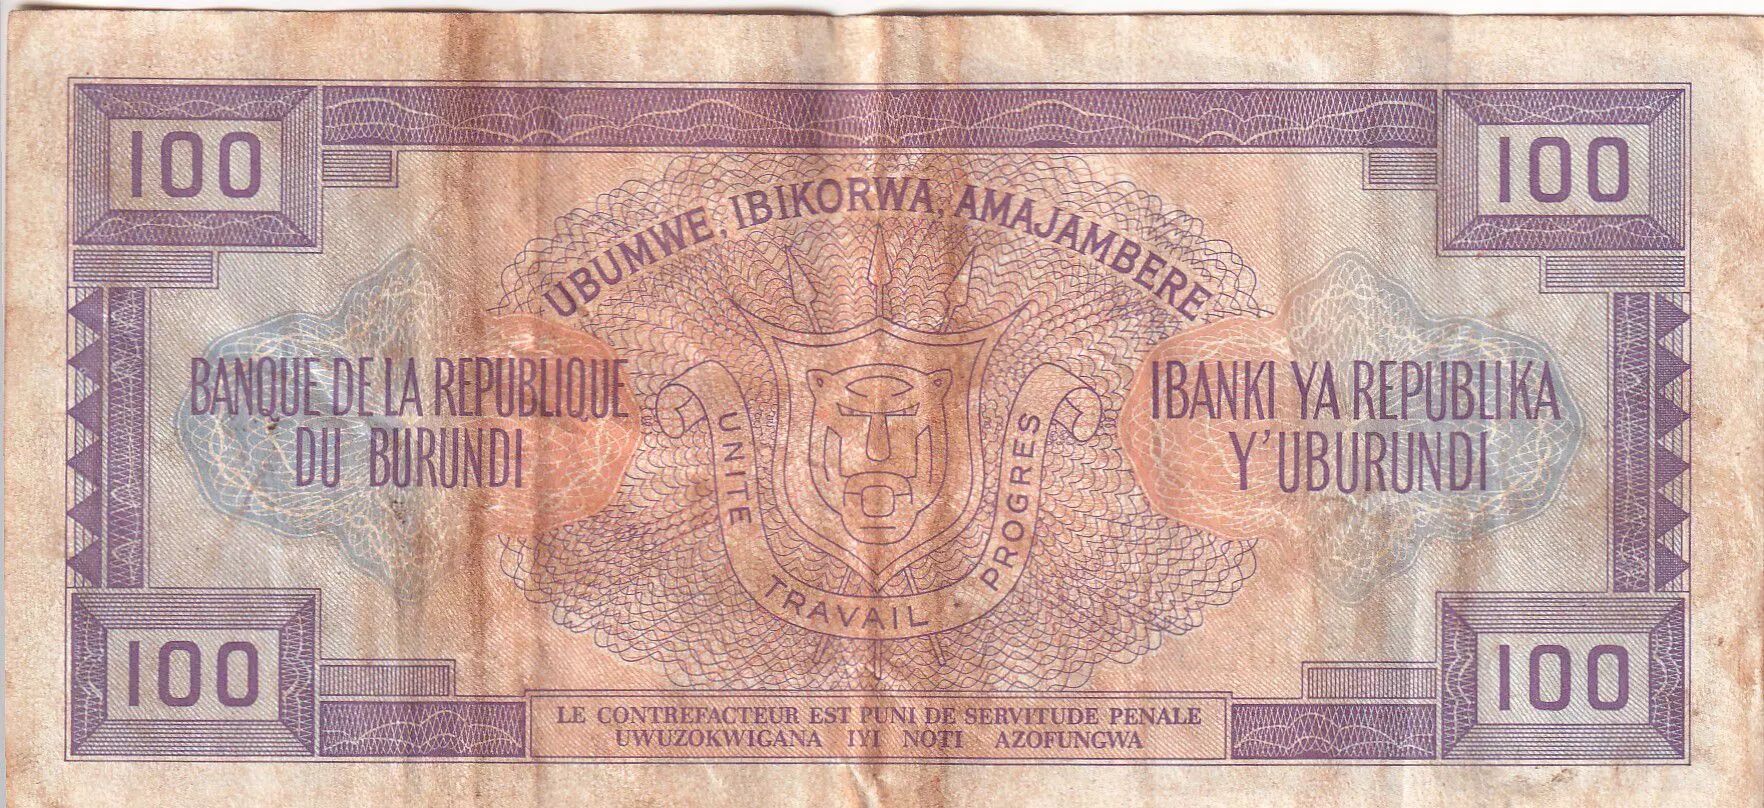 100
100
UBUMWE, IBIKORWA, AMAJAMBERE
BANQUE DE LA REPUBLIQUE
DU BURUNDI
IBANKI YA REPUBLIKA
Y'UBURUNDI
UNITE TRAVAIL PROGRES
100
100
LE CONTREFACTEUR EST PUNI DE SERVITUDE PENALE
UWUZOKWIGANA IYI NOTI AZOFUNGWA